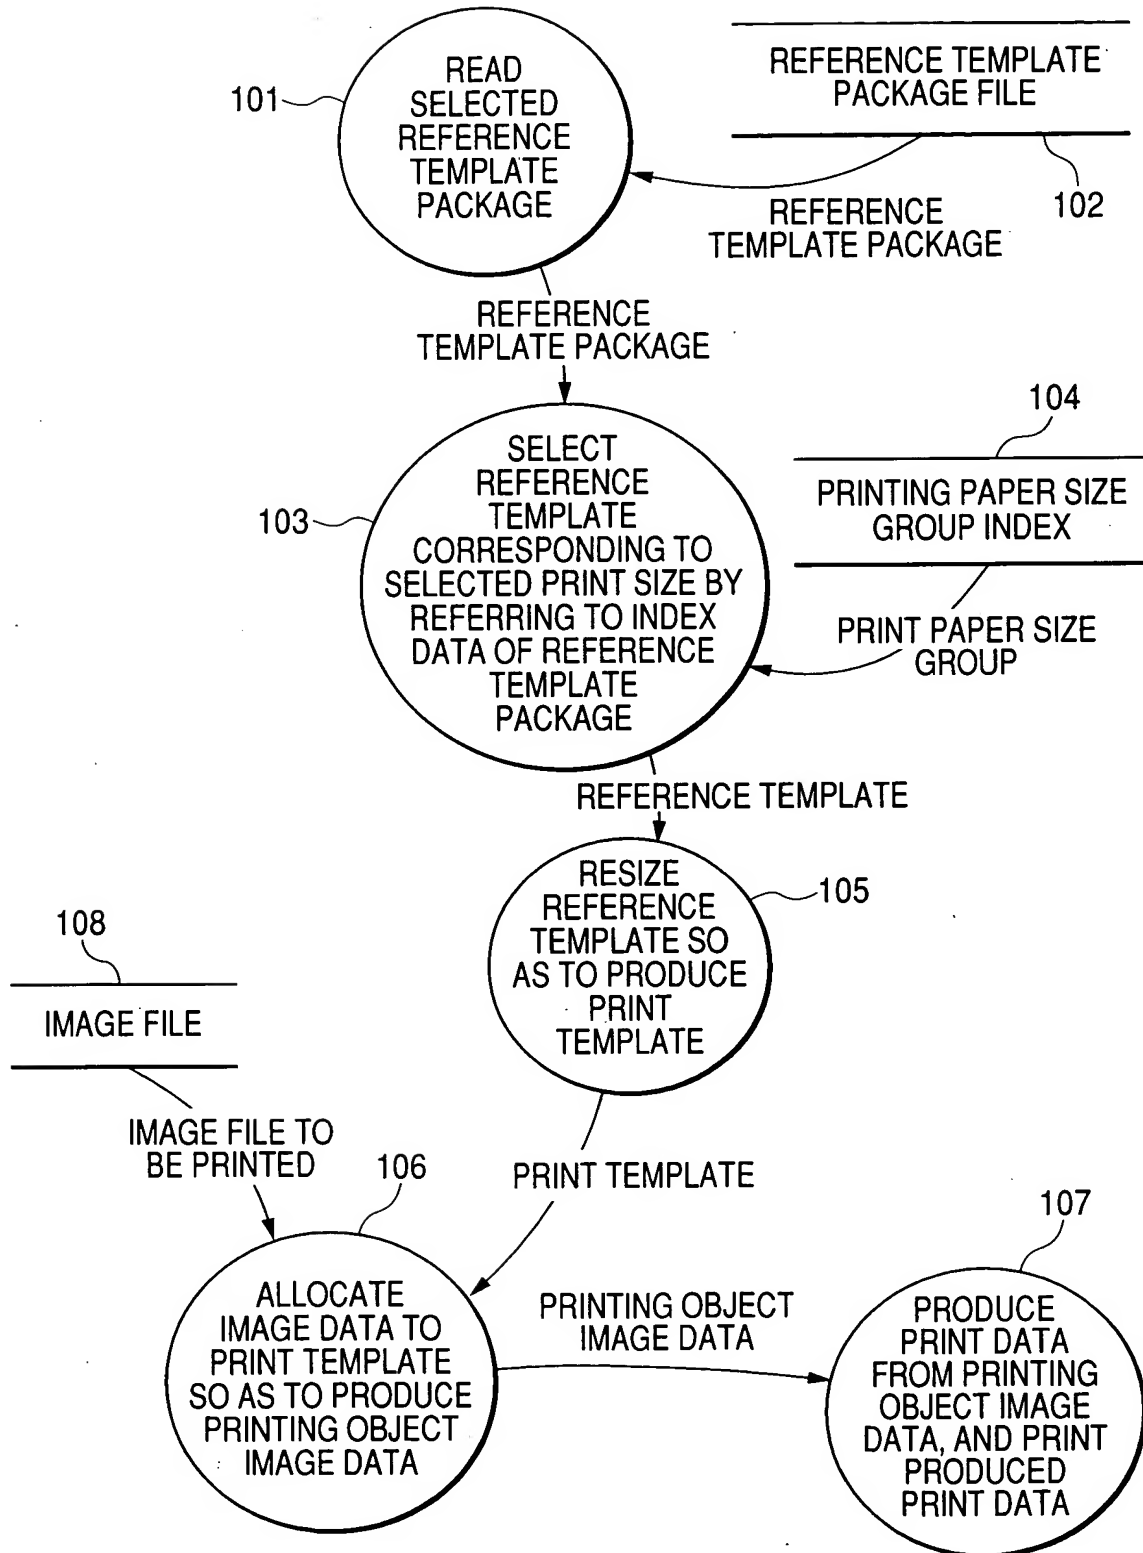 READ
SELECTED
REFERENCE
TEMPLATE
PACKAGE
101
REFERENCE TEMPLATE
PACKAGE FILE
102
REFERENCE
TEMPLATE PACKAGE
REFERENCE
TEMPLATE PACKAGE
104
SELECT
REFERENCE
TEMPLATE
CORRESPONDING TO
SELECTED PRINT SIZE BY
REFERRING TO INDEX
DATA OF REFERENCE
TEMPLATE
PACKAGE
103
PRINTING PAPER SIZE
GROUP INDEX
PRINT PAPER SIZE
GROUP
REFERENCE TEMPLATE
RESIZE
REFERENCE
TEMPLATE SO
AS TO PRODUCE
PRINT
TEMPLATE
105
108
IMAGE FILE
IMAGE FILE TO
BE PRINTED
106
PRINT TEMPLATE
107
ALLOCATE
IMAGE DATA TO
PRINT TEMPLATE
SO AS TO PRODUCE
PRINTING OBJECT
IMAGE DATA
PRINTING OBJECT
IMAGE DATA
PRODUCE
PRINT DATA
FROM PRINTING
OBJECT IMAGE
DATA, AND PRINT
PRODUCED
PRINT DATA